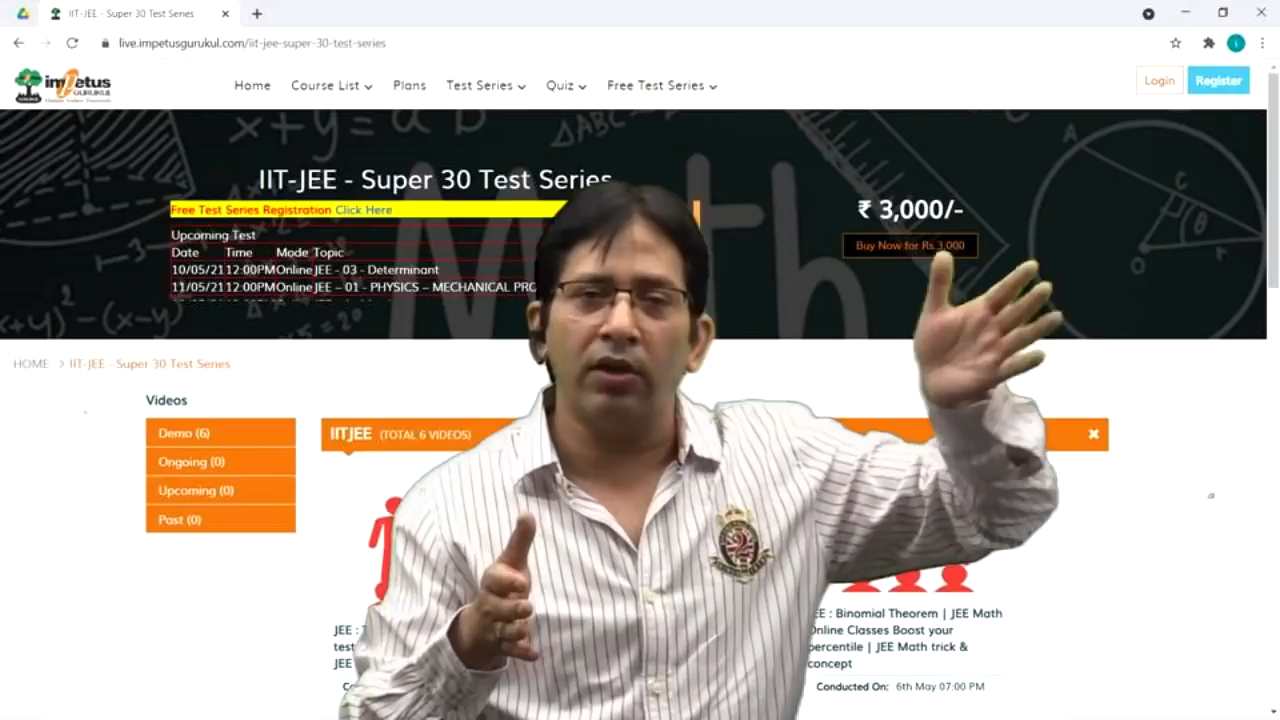 IIT-JEE - Super 30 Test Series
live.impetusgurukul.com/iit-jee-super-30-test-series
impetus
GURUKUL
Home Course List Plans Test Series Quiz Free Test Series
Login Register
IIT-JEE - Super 30 Test Series
Free Test Series Registration Click Here
Upcoming Test
Date Time Mode Topic
10/05/21 12:00PM Online JEE - 03 - Determinant
11/05/21 12:00PM Online JEE – 01 - PHYSICS – MECHANICAL PRO
₹ 3,000/-
Buy Now for Rs.3,000
x+y=a b
ΔABC
Math
HOME > IIT-JEE - Super 30 Test Series
Videos
Demo (6)
Ongoing (0)
Upcoming (0)
Past (0)
IITJEE (TOTAL 6 VIDEOS)
JEE :
test
JEE
EE : Binomial Theorem | JEE Math
Online Classes Boost your
percentile | JEE Math trick &
concept
Conducted On: 6th May 07:00 PM
2